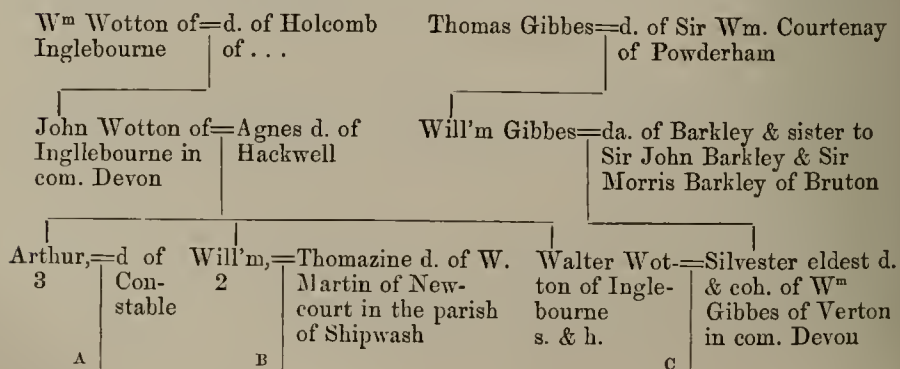 Wᵐ Wotton of=d. of Holcomb
Inglebourne of . . .
Thomas Gibbes=d. of Sir Wm. Courtenay
of Powderham
John Wotton of=Agnes d. of
Ingllebourne in Hackwell
com. Devon
Will'm Gibbes=da. of Barkley & sister to
Sir John Barkley & Sir
Morris Barkley of Bruton
Arthur,=d of
3 Con-
stable
A
Will'm,=Thomazine d. of W.
2 Martin of New-
court in the parish
of Shipwash
B
Walter Wot-=Silvester eldest d.
ton of Ingle- & coh. of Wᵐ
bourne Gibbes of Verton
s. & h. in com. Devon
C